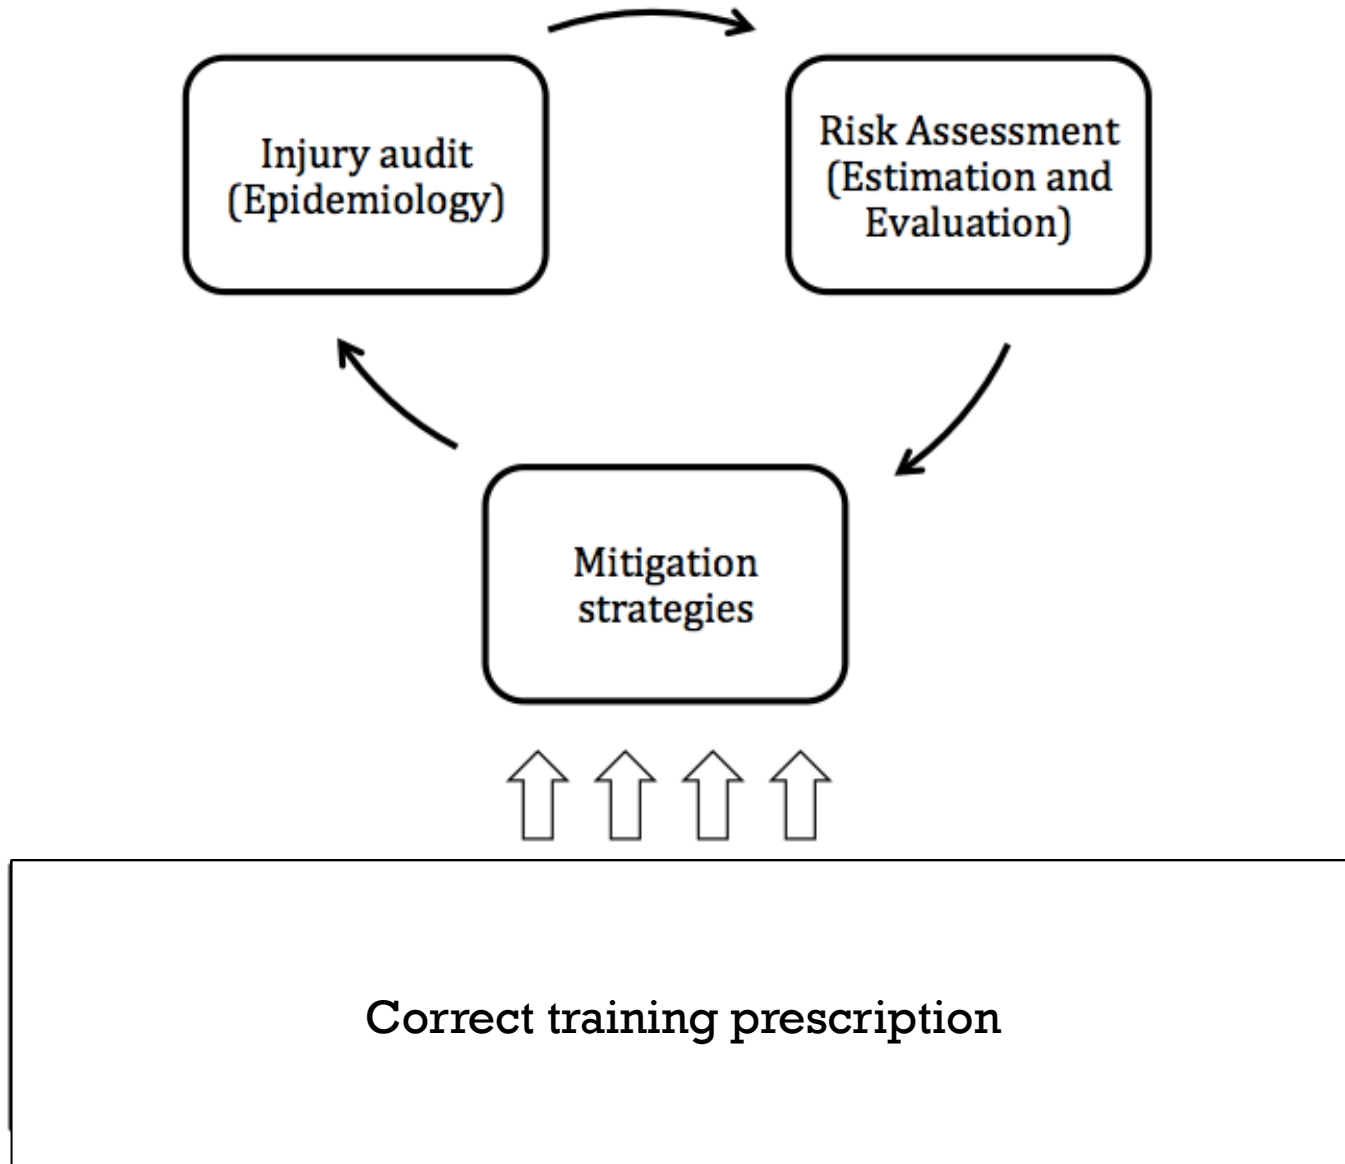 Injury audit
(Epidemiology)
Risk Assessment
(Estimation and
Evaluation)
Mitigation
strategies
Correct training prescription